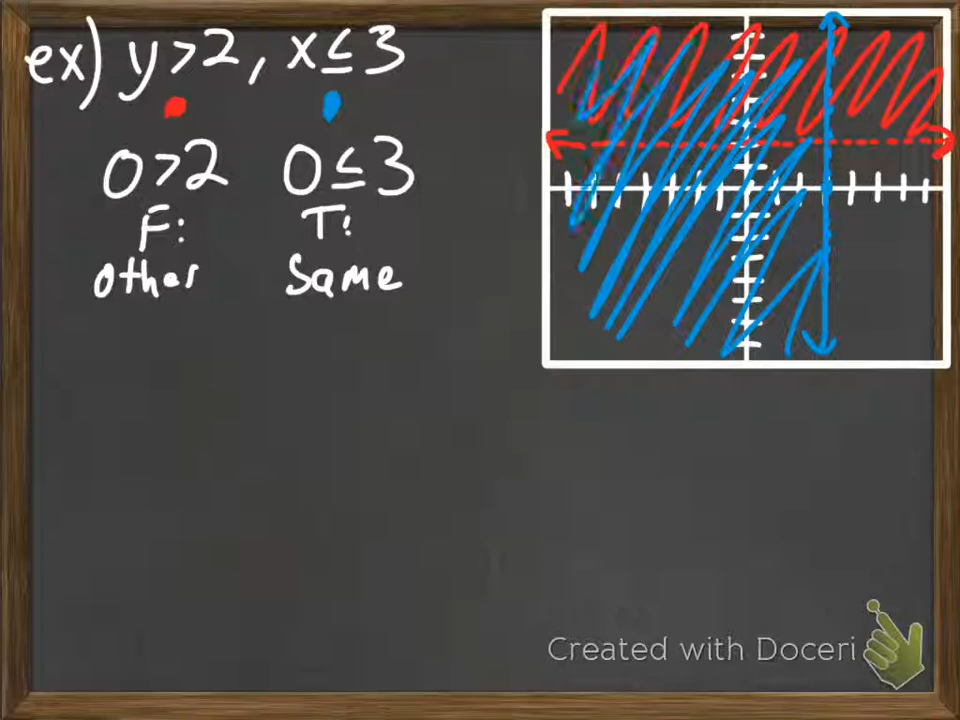 ex) y>2, x≤3
0>2 0≤3
F: T!
other Same
Created with Doceri